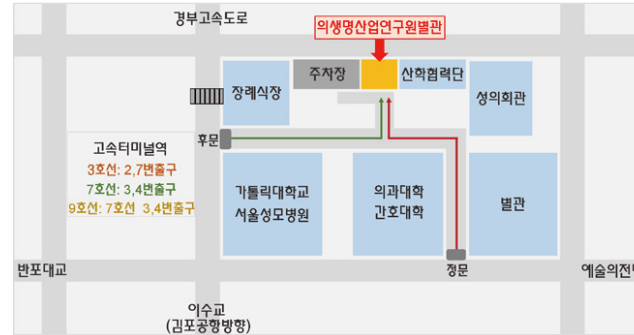 경부고속도로
의생명산업연구원별관
주차장
산학협력단
장례식장
성의회관
고속터미널역
3호선: 2,7번출구
7호선: 3,4번출구
9호선: 7호선 3,4번출구
후문
가톨릭대학교
서울성모병원
의과대학
간호대학
별관
반포대교
정문
예술의전당
이수교
(김포공항방향)